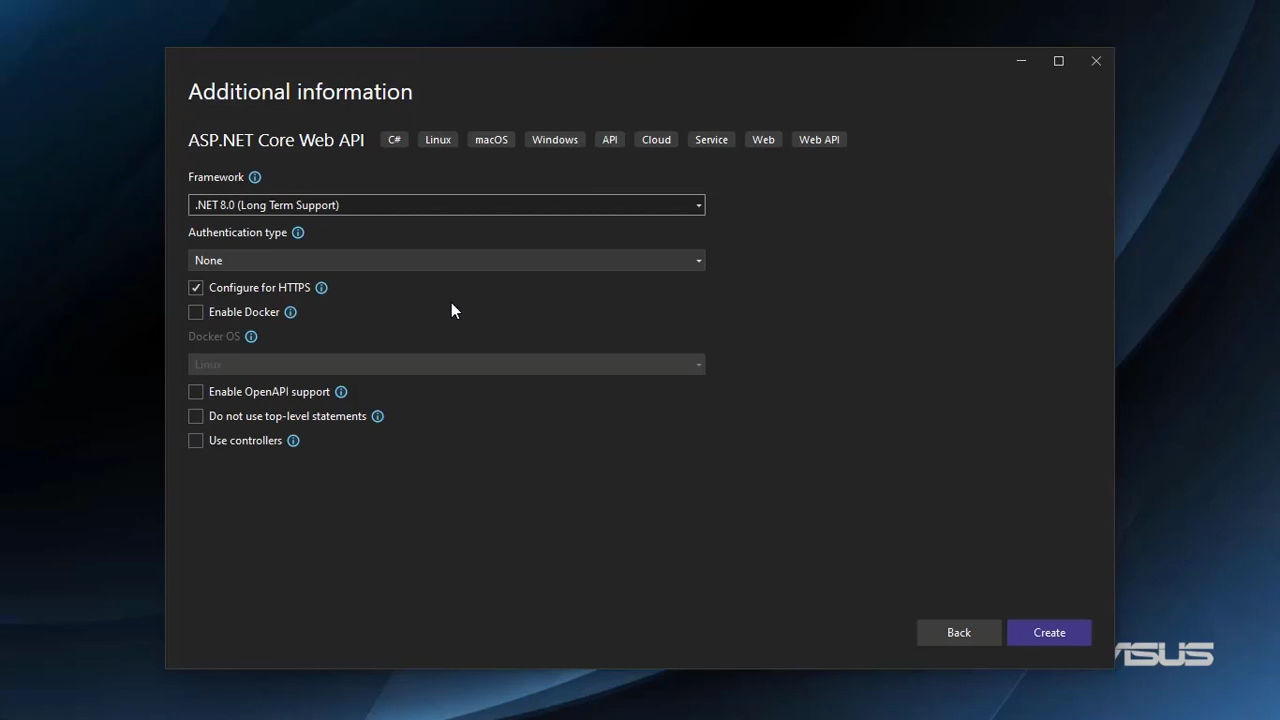 Additional information
ASP.NET Core Web API C# Linux macOS Windows API Cloud Service Web Web API
Framework
.NET 8.0 (Long Term Support)
Authentication type
None
Configure for HTTPS
Enable Docker
Docker OS
Linux
Enable OpenAPI support
Do not use top-level statements
Use controllers
Back Create
ASUS